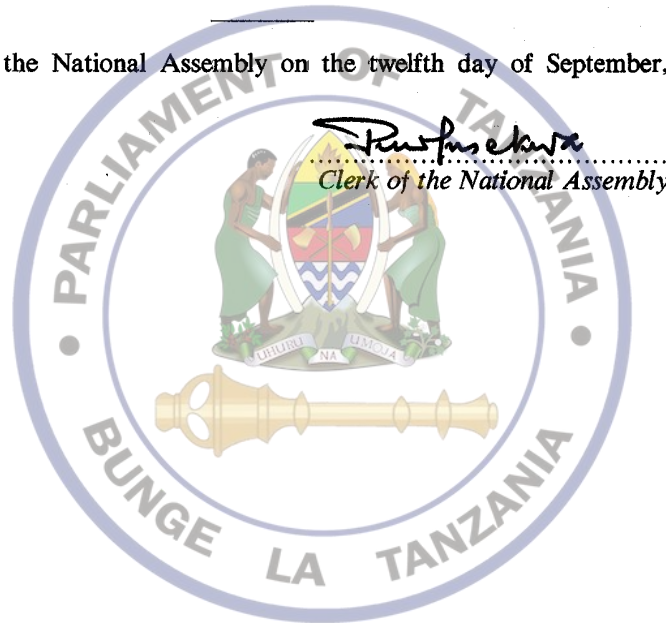 the National Assembly on the twelfth day of September,
Clerk of the National Assembly
PARLIAMENT OF TANZANIA
UHURU NA UMOJA
BUNGE LA TANZANIA